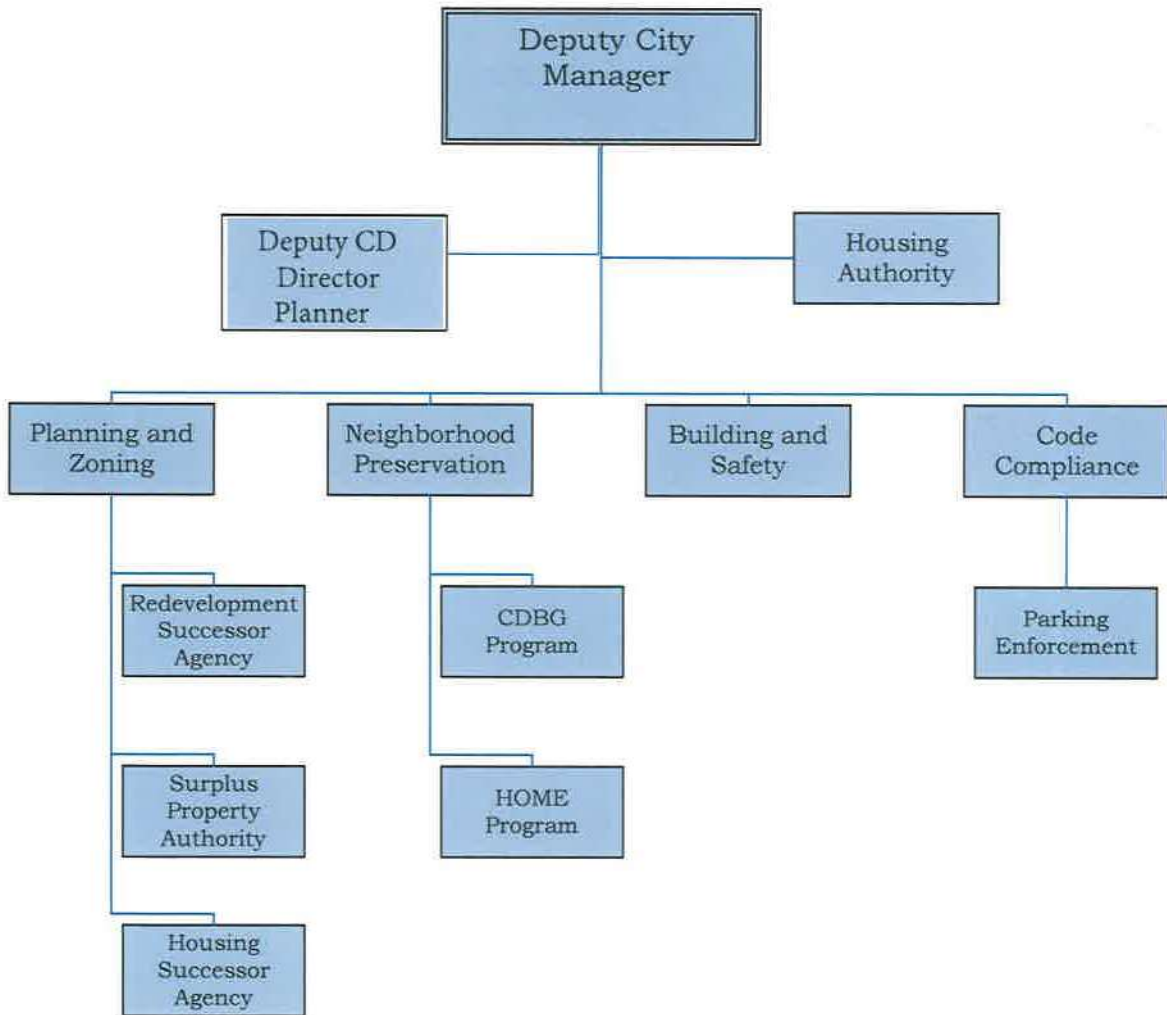 Deputy City
Manager
Deputy CD
Director
Planner
Housing
Authority
Planning and
Zoning
Neighborhood
Preservation
Building and
Safety
Code
Compliance
Redevelopment
Successor
Agency
CDBG
Program
Parking
Enforcement
Surplus
Property
Authority
HOME
Program
Housing
Successor
Agency